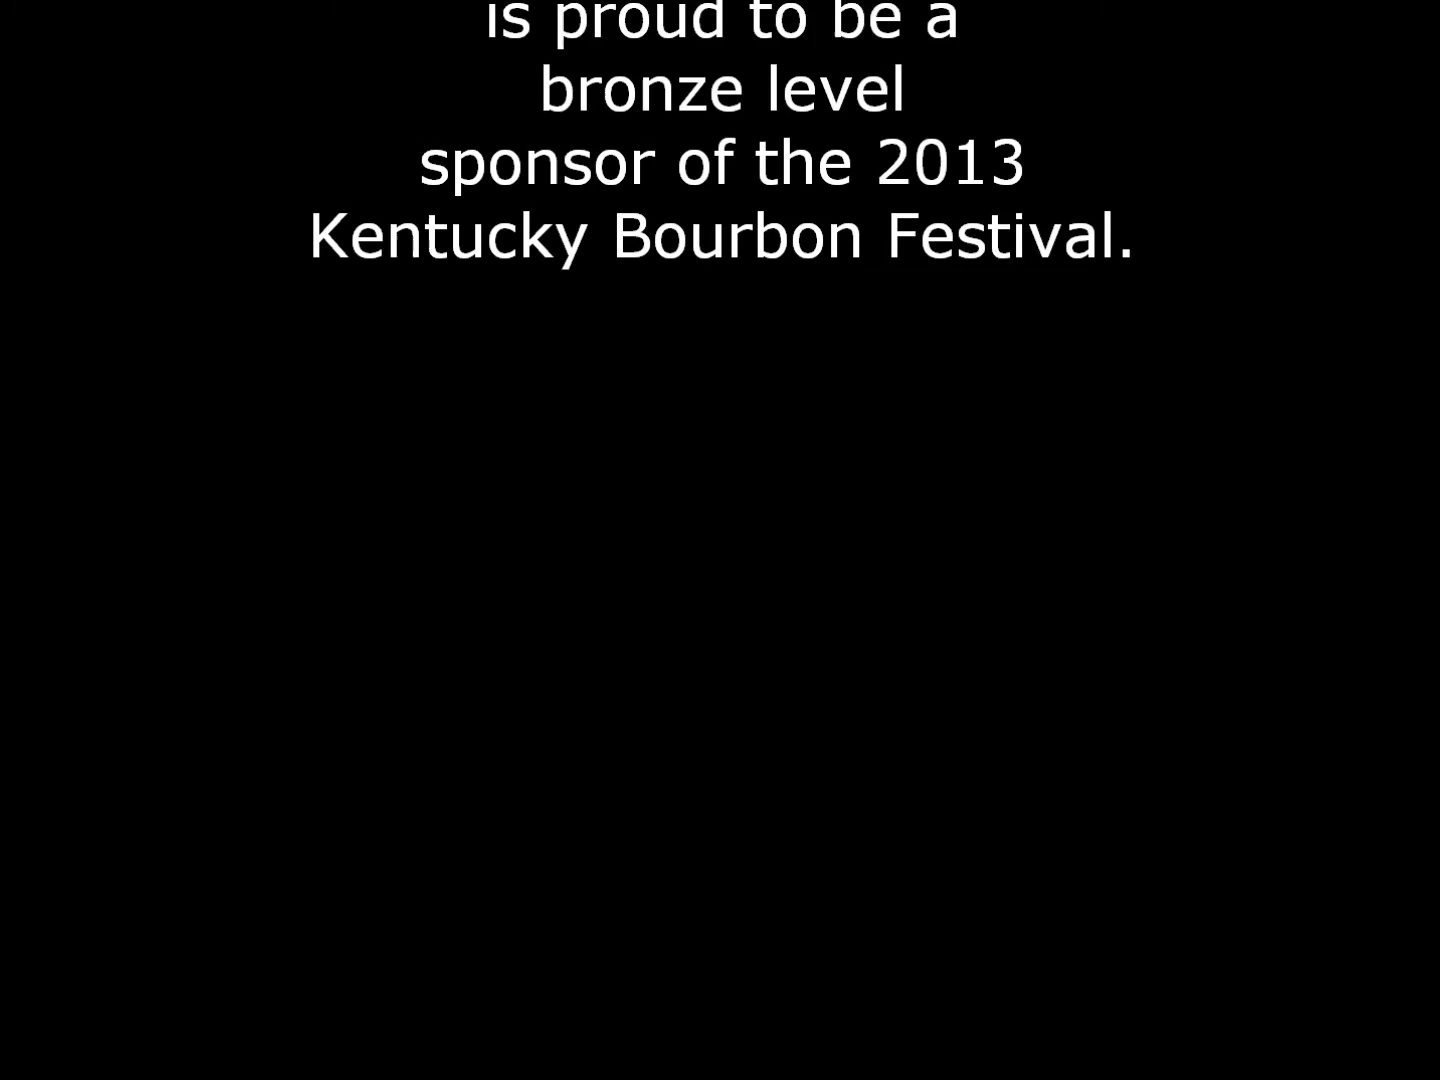 is proud to be a
bronze level
sponsor of the 2013
Kentucky Bourbon Festival.